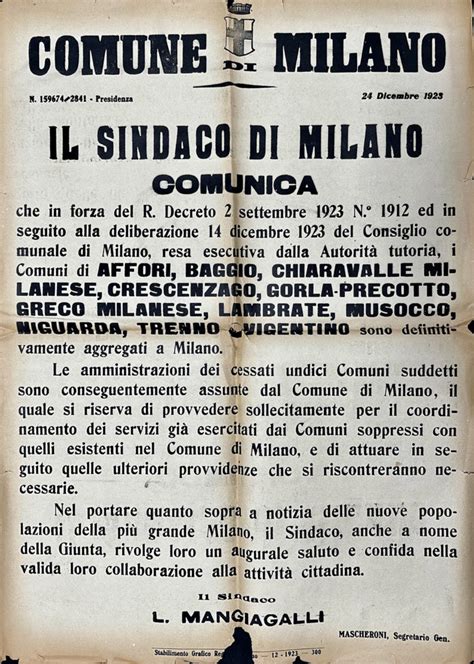 COMUNE DI MILANO
N. 159674/2841 - Presidenza
24 Dicembre 1923
IL SINDACO DI MILANO
COMUNICA
che in forza del R. Decreto 2 settembre 1923 N.º 1912 ed in
seguito alla deliberazione 14 dicembre 1923 del Consiglio co-
munale di Milano, resa esecutiva dalla Autorità tutoria, i
Comuni di AFFORI, BAGGIO, CHIARAVALLE MI-
LANESE, CRESCENZAGO, GORLA-PRECOTTO,
GRECO MILANESE, LAMBRATE, MUSOCCO,
NIGUARDA, TRENNO VIGENTINO sono definiti-
vamente aggregati a Milano.
Le amministrazioni dei cessati undici Comuni suddetti
sono conseguentemente assunte dal Comune di Milano, il
quale si riserva di provvedere sollecitamente per il coordi-
namento dei servizi già esercitati dai Comuni soppressi con
quelli esistenti nel Comune di Milano, e di attuare in se-
guito quelle ulteriori provvidenze che si riscontreranno ne-
cessarie.
Nel portare quanto sopra a notizia delle nuove popo-
lazioni della più grande Milano, il Sindaco, anche a nome
della Giunta, rivolge loro un augurale saluto e confida nella
valida loro collaborazione alla attività cittadina.
Il Sindaco
L. MANGIAGALLI
MASCHERONI, Segretario Gen.
Stabilimento Grafico - 12 - 1923 - 300